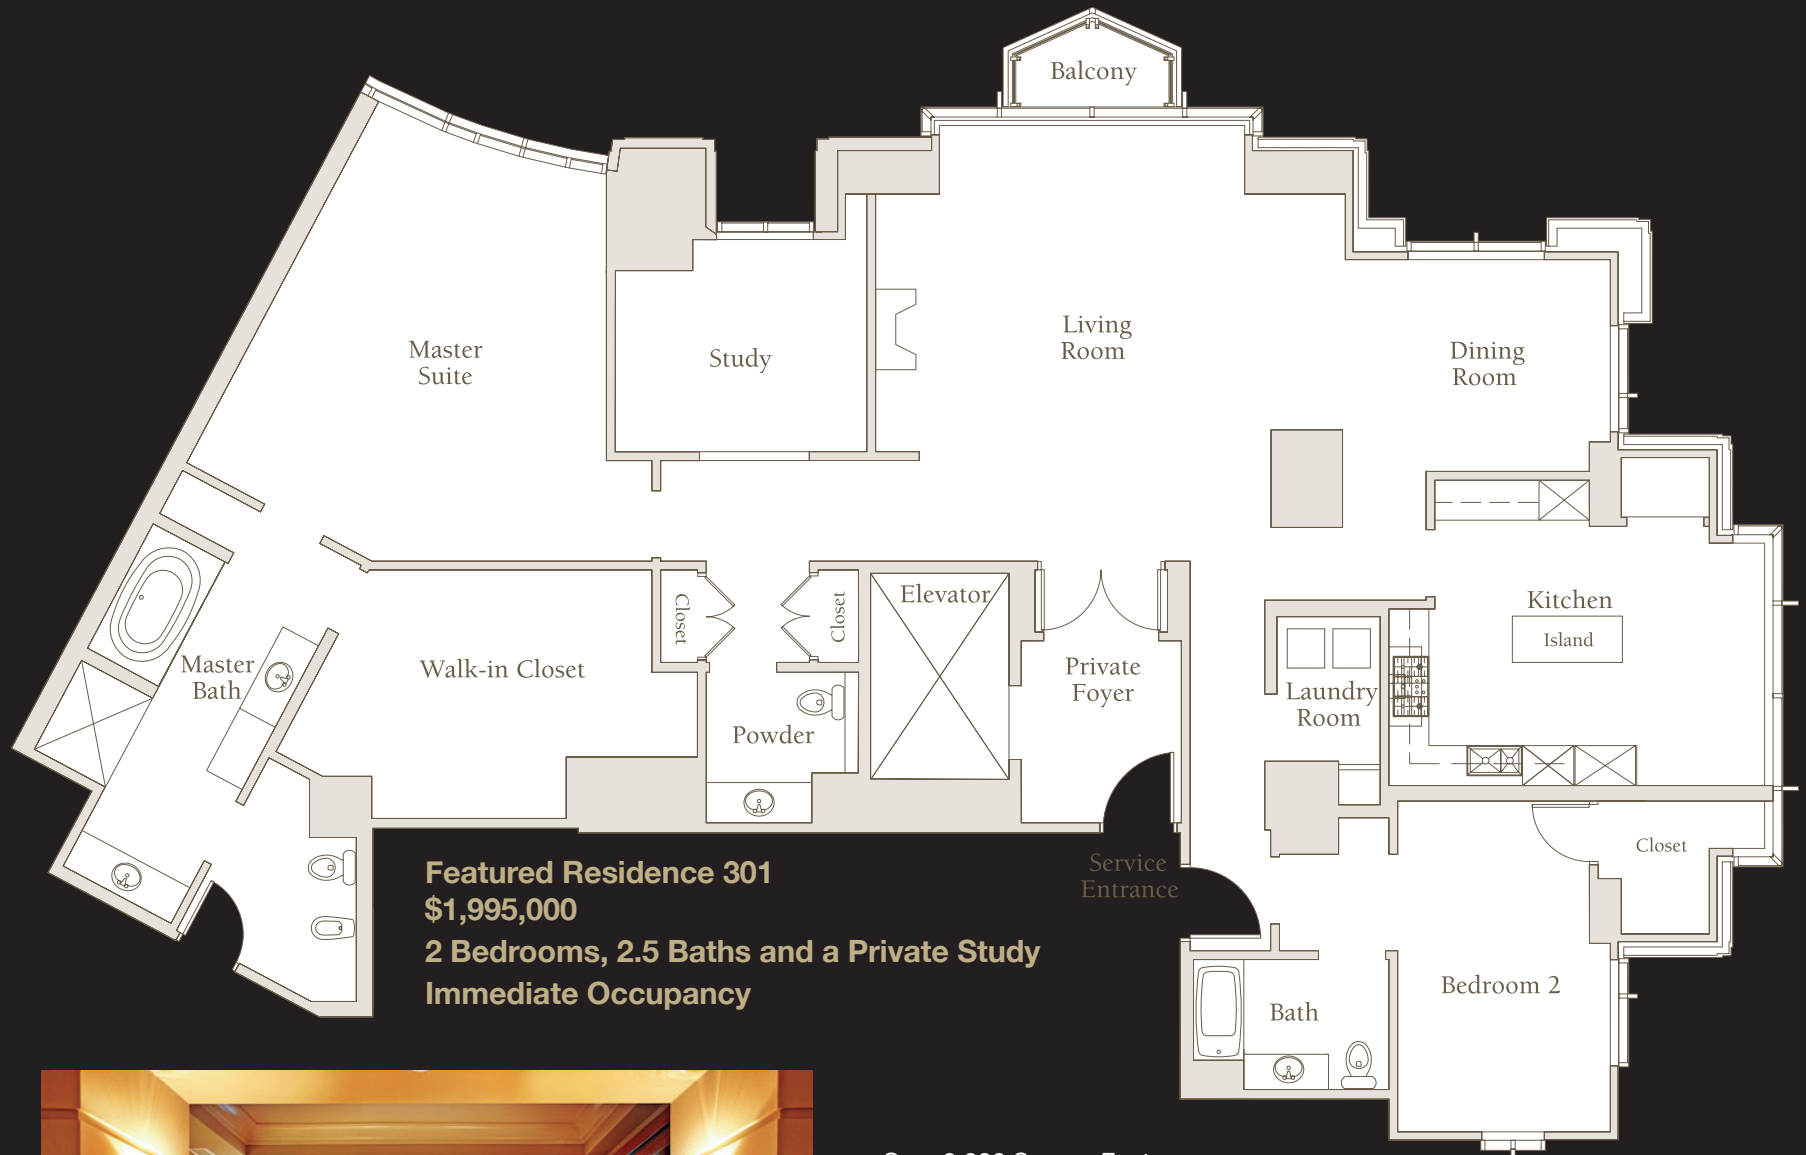 Balcony
Master
Suite
Study
Living
Room
Dining
Room
Closet
Closet
Elevator
Kitchen
Island
Master
Bath
Walk-in Closet
Private
Foyer
Laundry
Room
Powder
Closet
Service
Entrance
Featured Residence 301
$1,995,000
2 Bedrooms, 2.5 Baths and a Private Study
Immediate Occupancy
Bedroom 2
Bath